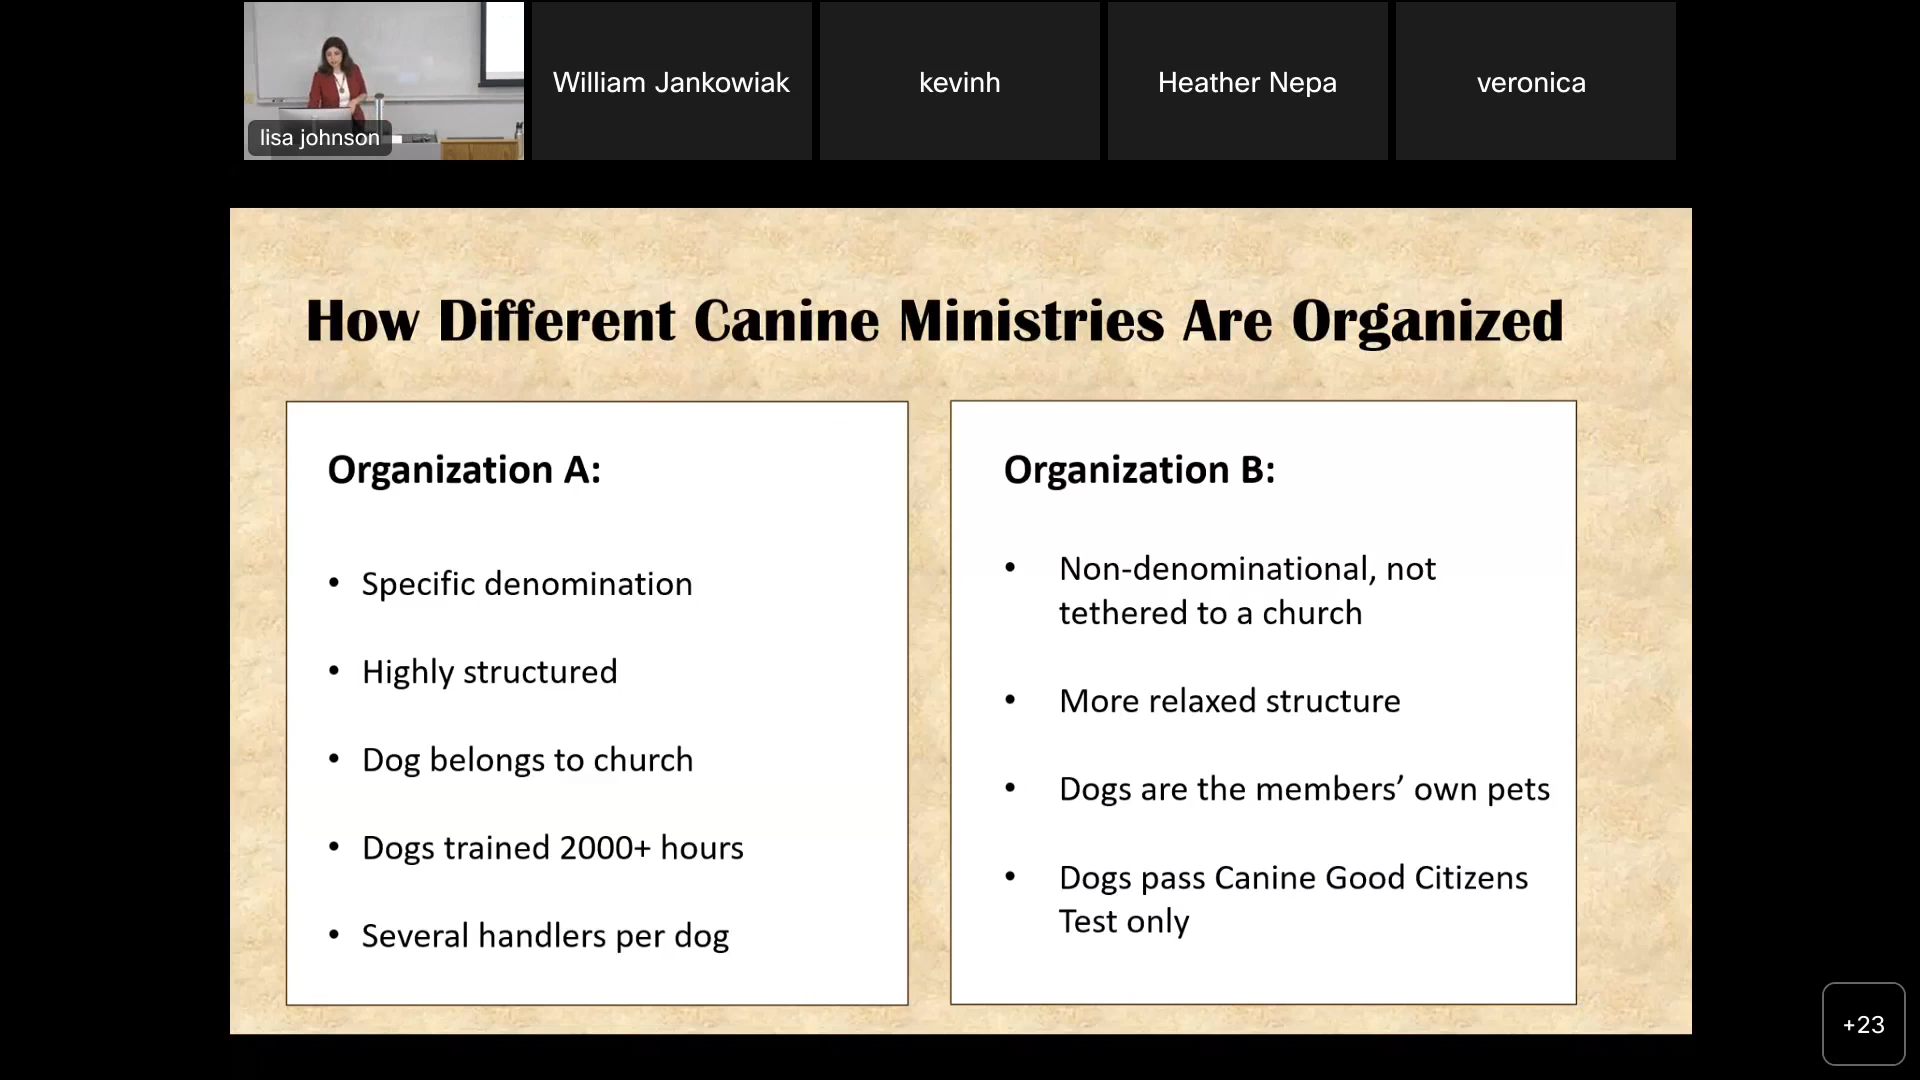 lisa johnson
William Jankowiak
kevinh
Heather Nepa
veronica
How Different Canine Ministries Are Organized
Organization A:
• Specific denomination
• Highly structured
• Dog belongs to church
• Dogs trained 2000+ hours
• Several handlers per dog
Organization B:
• Non-denominational, not
tethered to a church
• More relaxed structure
• Dogs are the members’ own pets
• Dogs pass Canine Good Citizens
Test only
+23